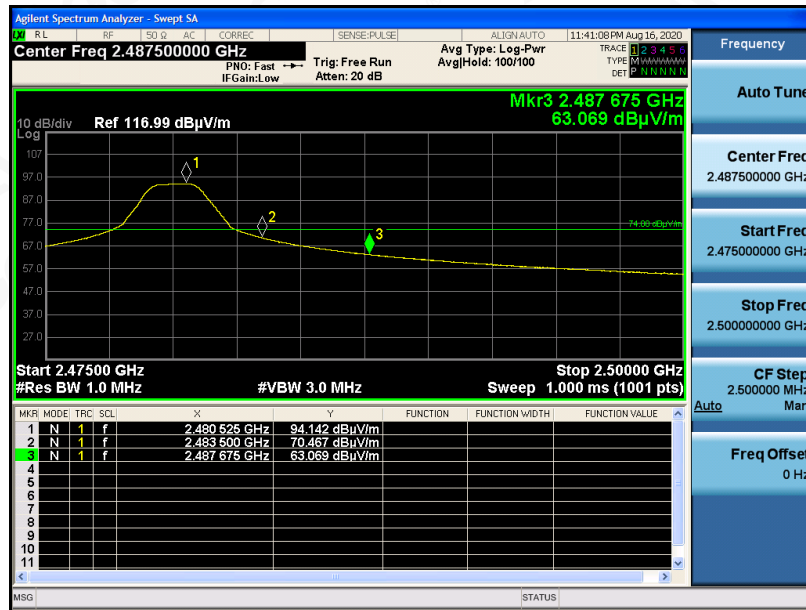 Agilent Spectrum Analyzer - Swept SA
LXI RL RF 50 Ω AC CORREC SENSE:PULSE ALIGN AUTO 11:41:08 PM Aug 16, 2020
Center Freq 2.487500000 GHz
PNO: Fast
IFGain:Low
Trig: Free Run
Atten: 20 dB
Avg Type: Log-Pwr
Avg|Hold: 100/100
TRACE 1 2 3 4 5 6
TYPE M
DET P N N N N N
Mkr3 2.487 675 GHz
63.069 dBµV/m
10 dB/div Ref 116.99 dBµV/m
Log
107
97.0
87.0
77.0
67.0
57.0
47.0
37.0
27.0
1
2
3
74.00 dBµV/m
Start 2.47500 GHz Stop 2.50000 GHz
#Res BW 1.0 MHz #VBW 3.0 MHz Sweep 1.000 ms (1001 pts)
MKR MODE TRC SCL X Y FUNCTION FUNCTION WIDTH FUNCTION VALUE
1 N 1 f 2.480 525 GHz 94.142 dBµV/m
2 N 1 f 2.483 500 GHz 70.467 dBµV/m
3 N 1 f 2.487 675 GHz 63.069 dBµV/m
4
5
6
7
8
9
10
11
MSG STATUS
Frequency
Auto Tune
Center Freq
2.487500000 GHz
Start Freq
2.475000000 GHz
Stop Freq
2.500000000 GHz
CF Step
2.500000 MHz
Auto Man
Freq Offset
0 Hz